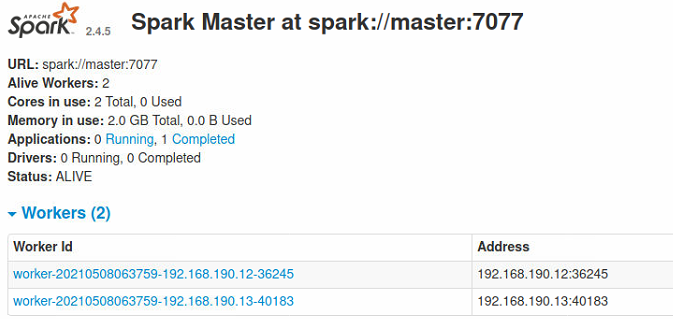 APACHE
Spark 2.4.5 Spark Master at spark://master:7077
URL: spark://master:7077
Alive Workers: 2
Cores in use: 2 Total, 0 Used
Memory in use: 2.0 GB Total, 0.0 B Used
Applications: 0 Running, 1 Completed
Drivers: 0 Running, 0 Completed
Status: ALIVE
Workers (2)
Worker Id Address
worker-20210508063759-192.168.190.12-36245 192.168.190.12:36245
worker-20210508063759-192.168.190.13-40183 192.168.190.13:40183